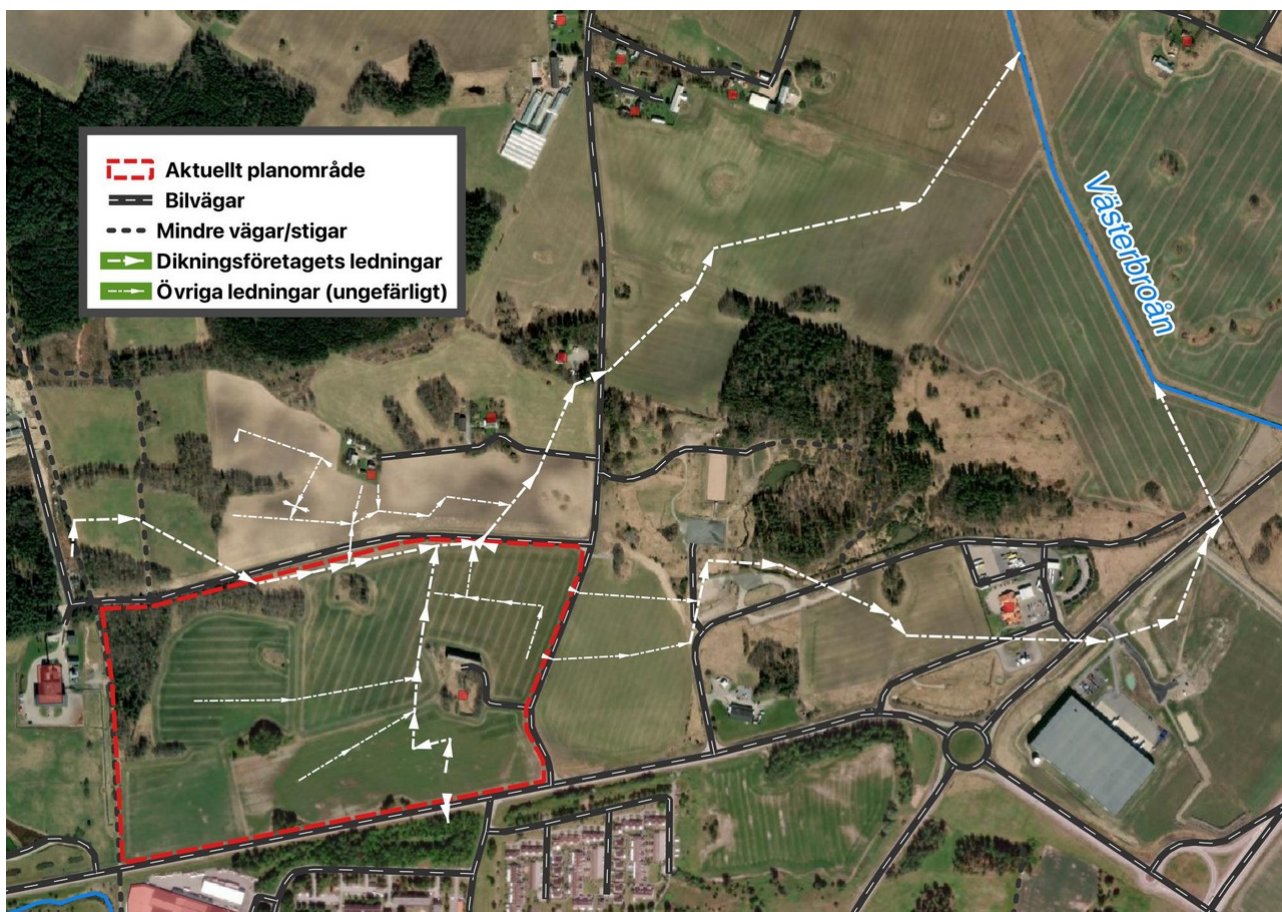 Aktuellt planområde
Bilvägar
Mindre vägar/stigar
Dikningsföretagets ledningar
Övriga ledningar (ungefärligt)
Västerbroån